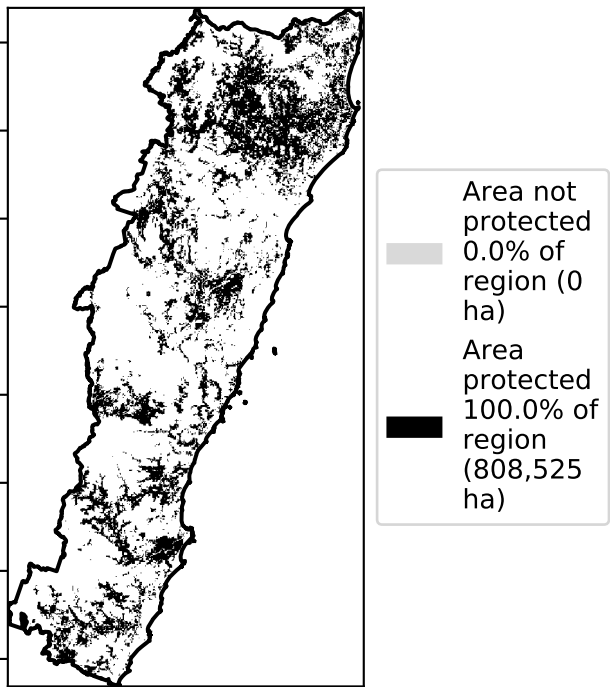 Area not
protected
0.0% of
region (0
ha)
Area
protected
100.0% of
region
(808,525
ha)